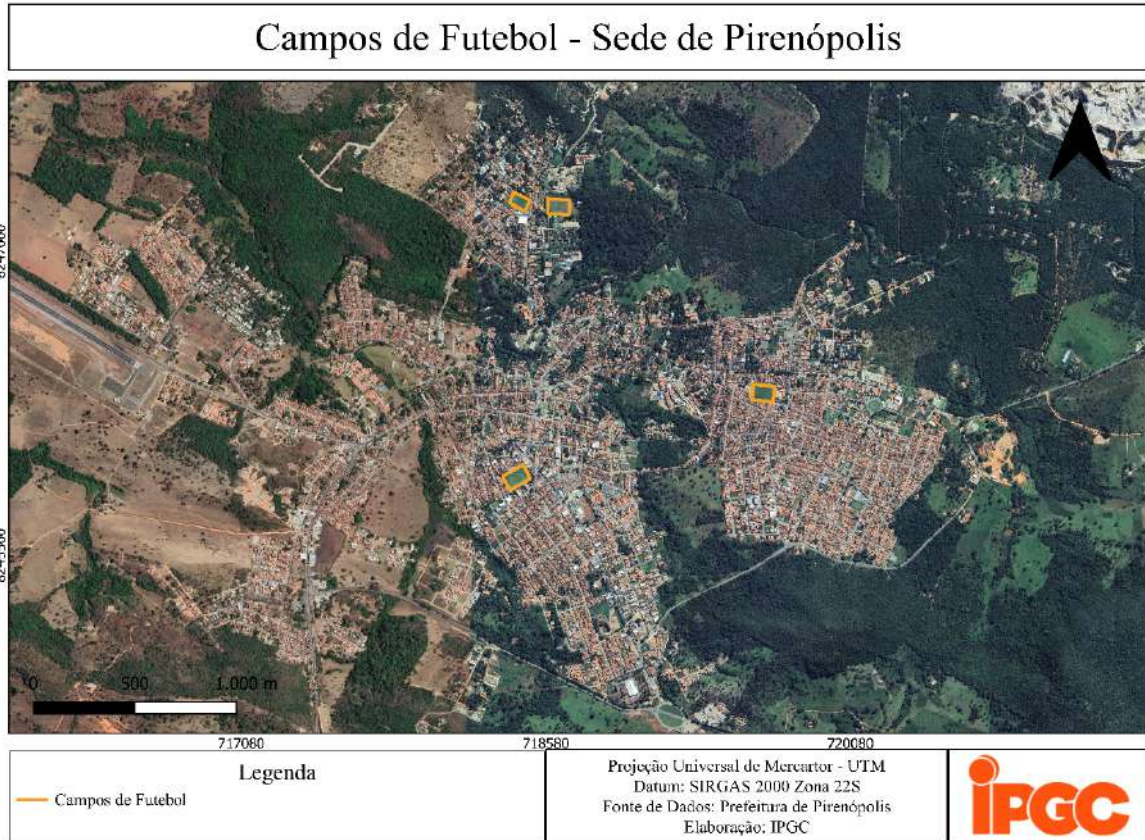 Campos de Futebol - Sede de Pirenópolis
0 500 1.000 m
717080 718580 720080
Legenda
Campos de Futebol
Projeção Universal de Mercartor - UTM
Datum: SIRGAS 2000 Zona 22S
Fonte de Dados: Prefeitura de Pirenópolis
Elaboração: IPGC
iPGC